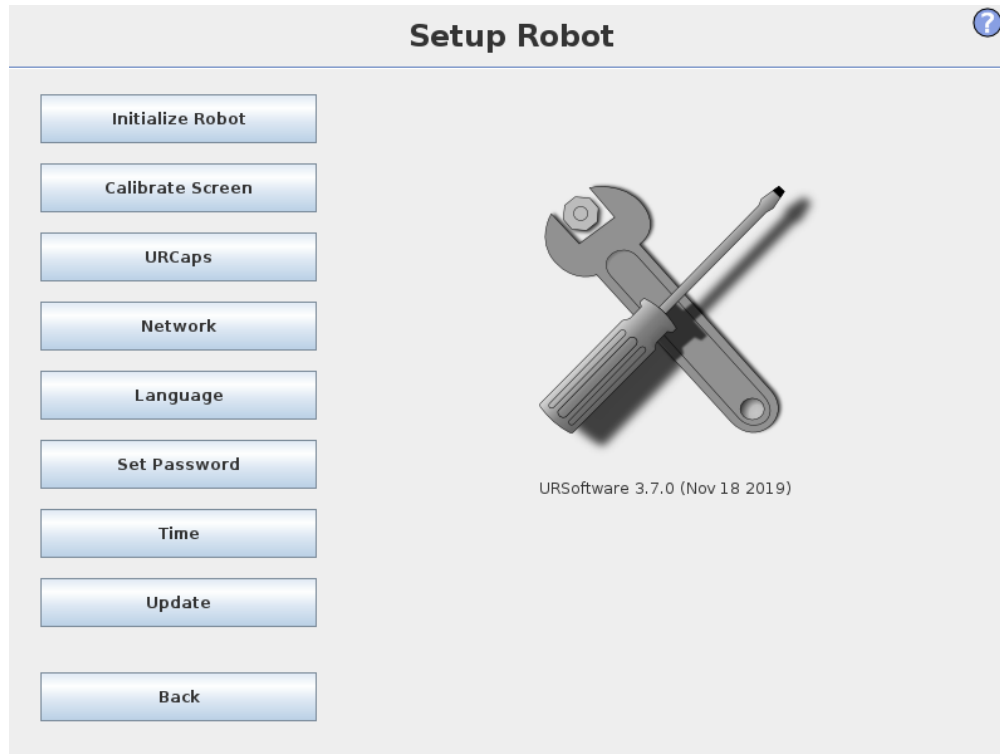 Setup Robot
?
Initialize Robot
Calibrate Screen
URCaps
Network
Language
Set Password
Time
Update
Back
URSoftware 3.7.0 (Nov 18 2019)